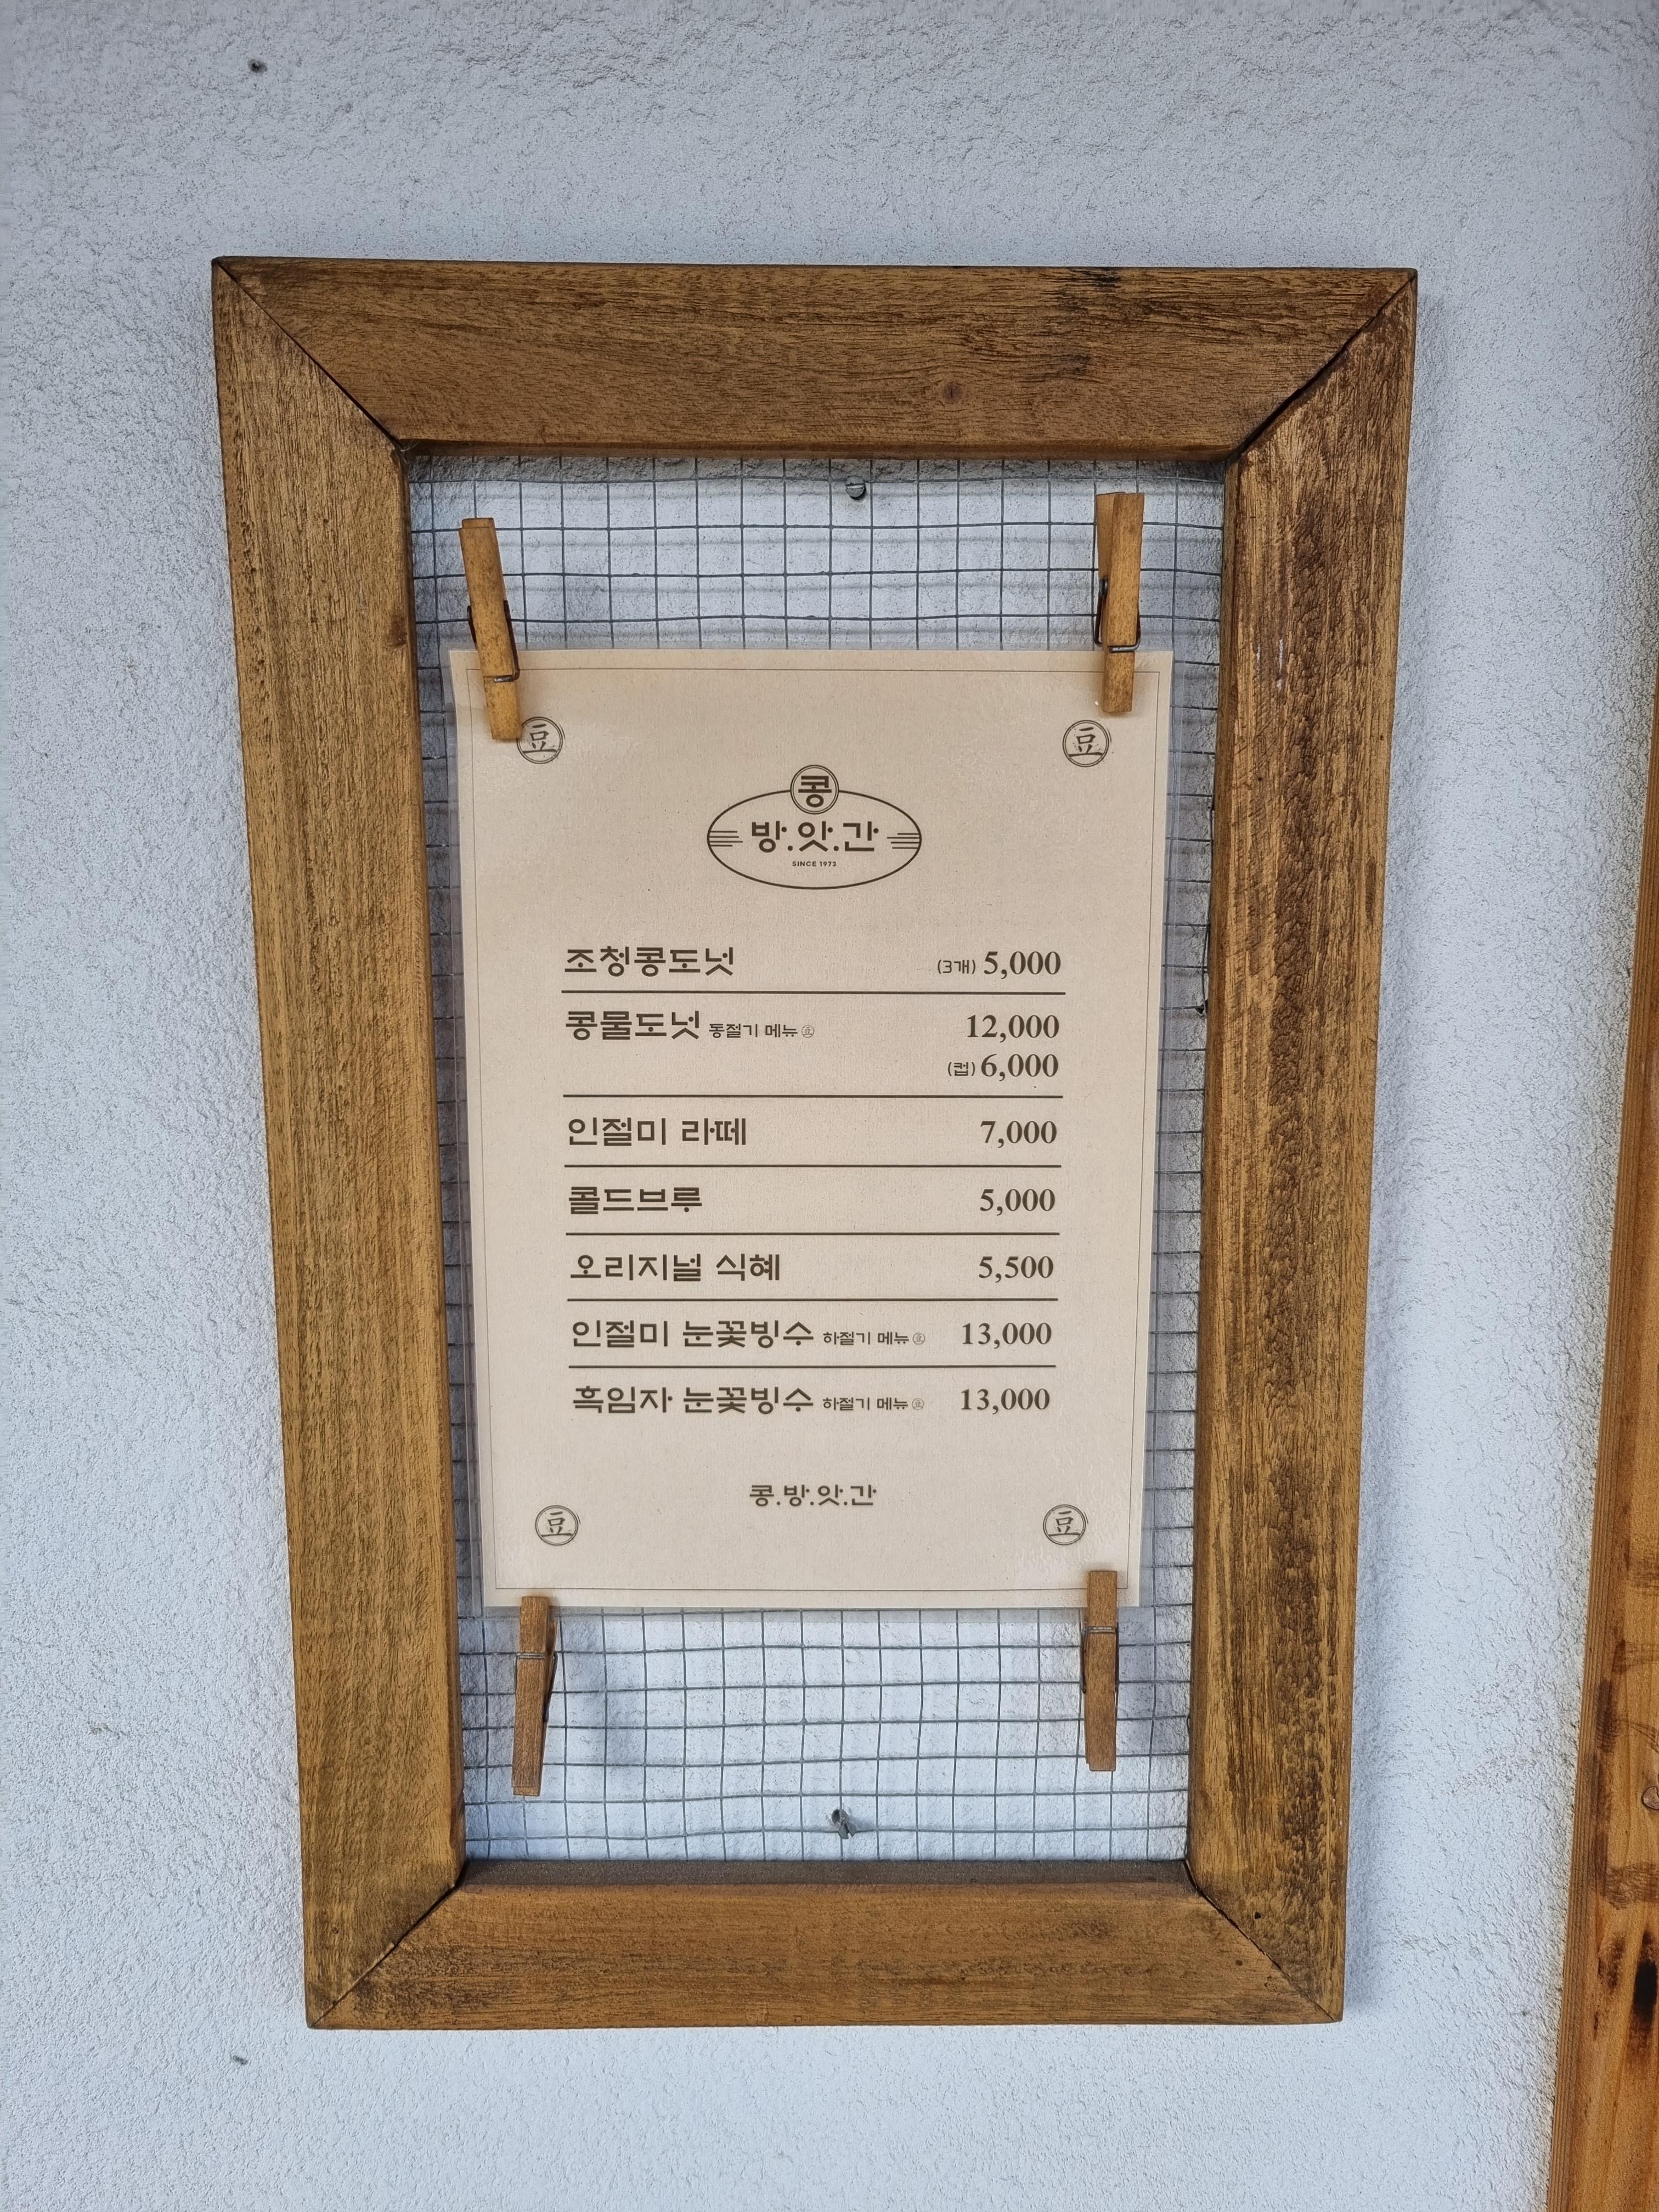 豆 豆
콩
방.앗.간
SINCE 1973
조청콩도넛 (3개) 5,000
콩물도넛 동절기 메뉴 豆 12,000
(컵) 6,000
인절미 라떼 7,000
콜드브루 5,000
오리지널 식혜 5,500
인절미 눈꽃빙수 하절기 메뉴 豆 13,000
흑임자 눈꽃빙수 하절기 메뉴 豆 13,000
콩.방.앗.간
豆 豆